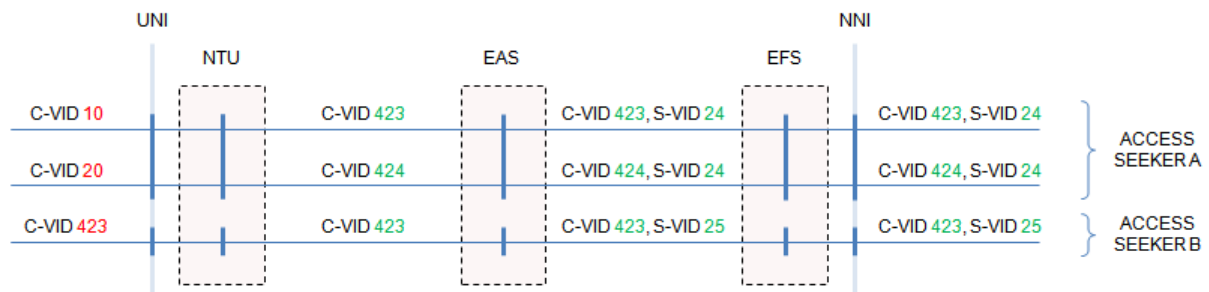 UNI
NNI
NTU
EAS
EFS
C-VID 10
C-VID 423
C-VID 423, S-VID 24
C-VID 423, S-VID 24
C-VID 20
C-VID 424
C-VID 424, S-VID 24
C-VID 424, S-VID 24
ACCESS
SEEKER A
C-VID 423
C-VID 423
C-VID 423, S-VID 25
C-VID 423, S-VID 25
ACCESS
SEEKER B